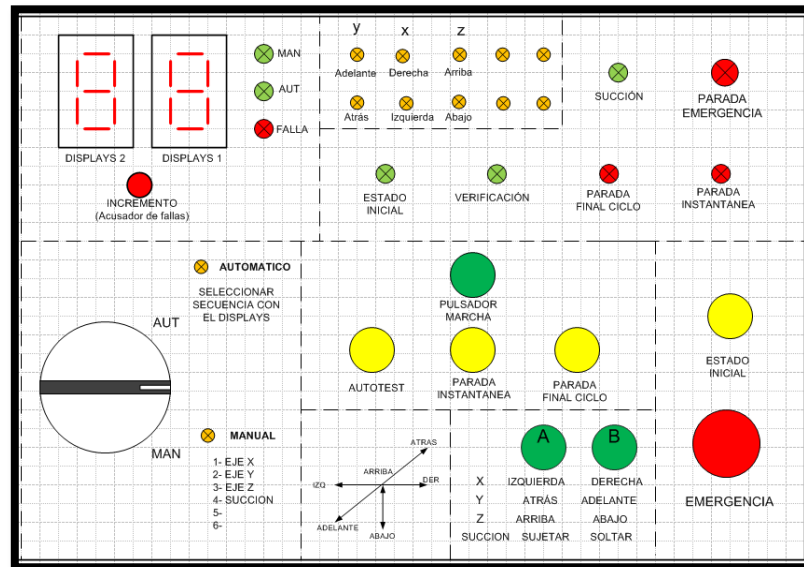 y x z
MAN
Adelante Derecha Arriba
AUT
SUCCIÓN
PARADA
EMERGENCIA
Atrás Izquierda Abajo
FALLA
DISPLAYS 2 DISPLAYS 1
INCREMENTO
(Acusador de fallas)
ESTADO
INICIAL
VERIFICACIÓN
PARADA
FINAL CICLO
PARADA
INSTANTANEA
AUTOMATICO
SELECCIONAR
SECUENCIA CON
EL DISPLAYS
AUT
MAN
PULSADOR
MARCHA
AUTOTEST
PARADA
INSTANTANEA
PARADA
FINAL CICLO
ESTADO
INICIAL
MANUAL
1- EJE X
2- EJE Y
3- EJE Z
4- SUCCION
5-
6-
ATRAS
ARRIBA
IZQ DER
ADELANTE
ABAJO
A B
X IZQUIERDA DERECHA
Y ATRÁS ADELANTE
Z ARRIBA ABAJO
SUCCION SUJETAR SOLTAR
EMERGENCIA